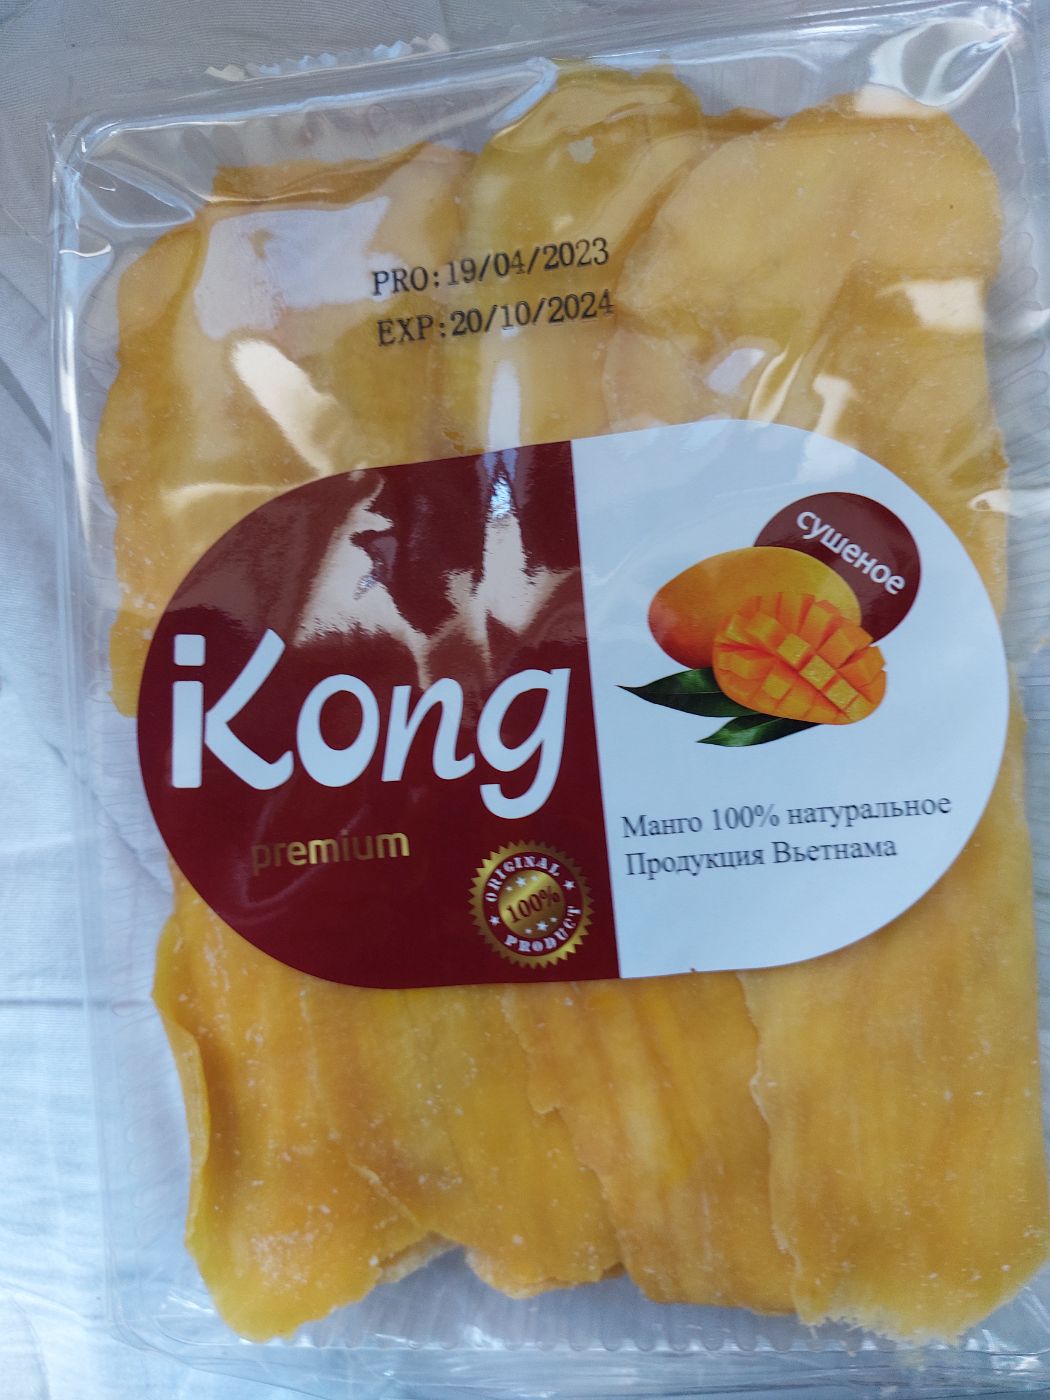 PRO:19/04/2023
EXP:20/10/2024
сушеное
iKong
premium
ORIGINAL
100%
PRODUCT
Манго 100% натуральное
Продукция Вьетнама